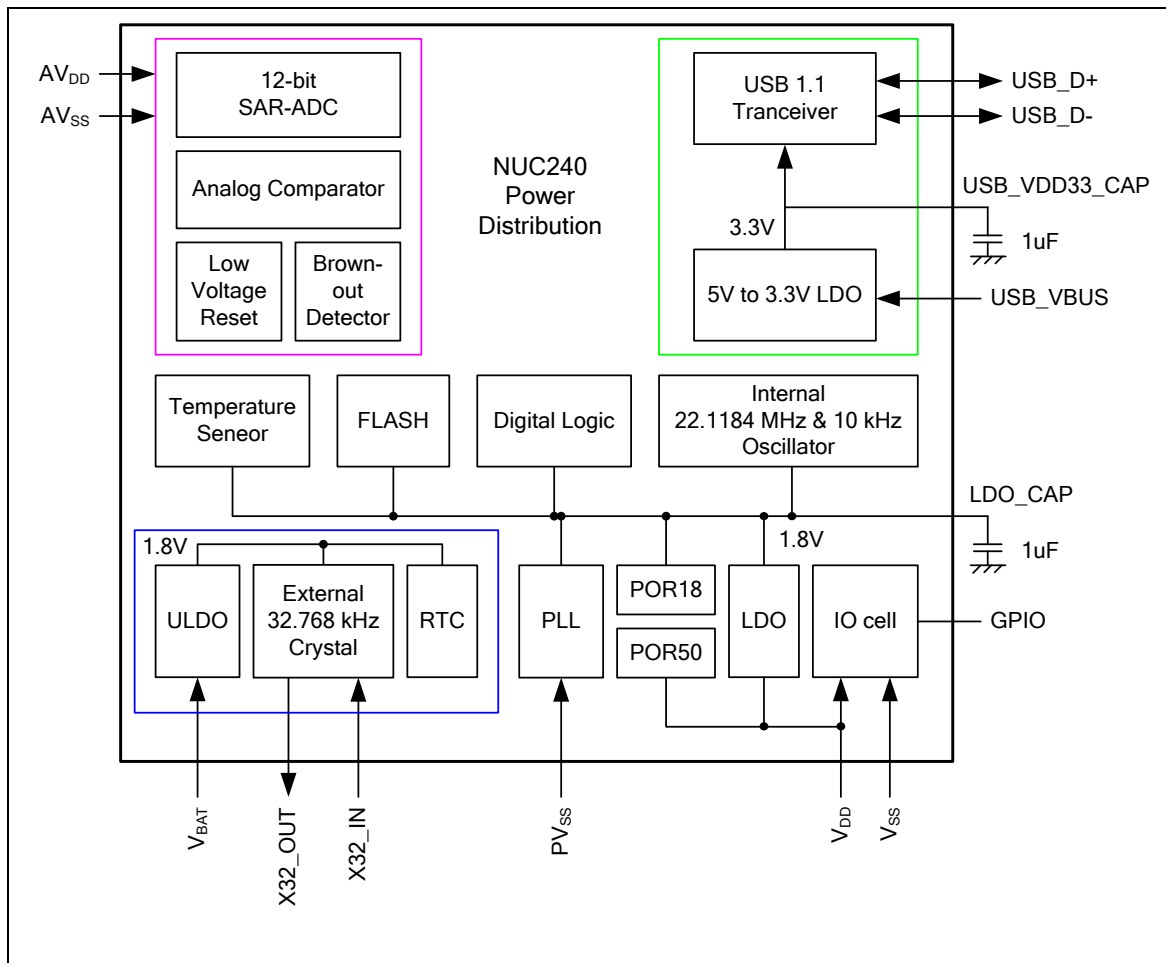 AVDD
AVSS
12-bit
SAR-ADC
Analog Comparator
Low
Voltage
Reset
Brown-
out
Detector
NUC240
Power
Distribution
USB 1.1
Tranceiver
USB_D+
USB_D-
USB_VDD33_CAP
3.3V
1uF
5V to 3.3V LDO
USB_VBUS
Temperature
Seneor
FLASH
Digital Logic
Internal
22.1184 MHz & 10 kHz
Oscillator
LDO_CAP
1uF
1.8V
ULDO
External
32.768 kHz
Crystal
RTC
PLL
POR18
POR50
1.8V
LDO
IO cell
GPIO
VBAT
X32_OUT
X32_IN
PVSS
VDD
VSS